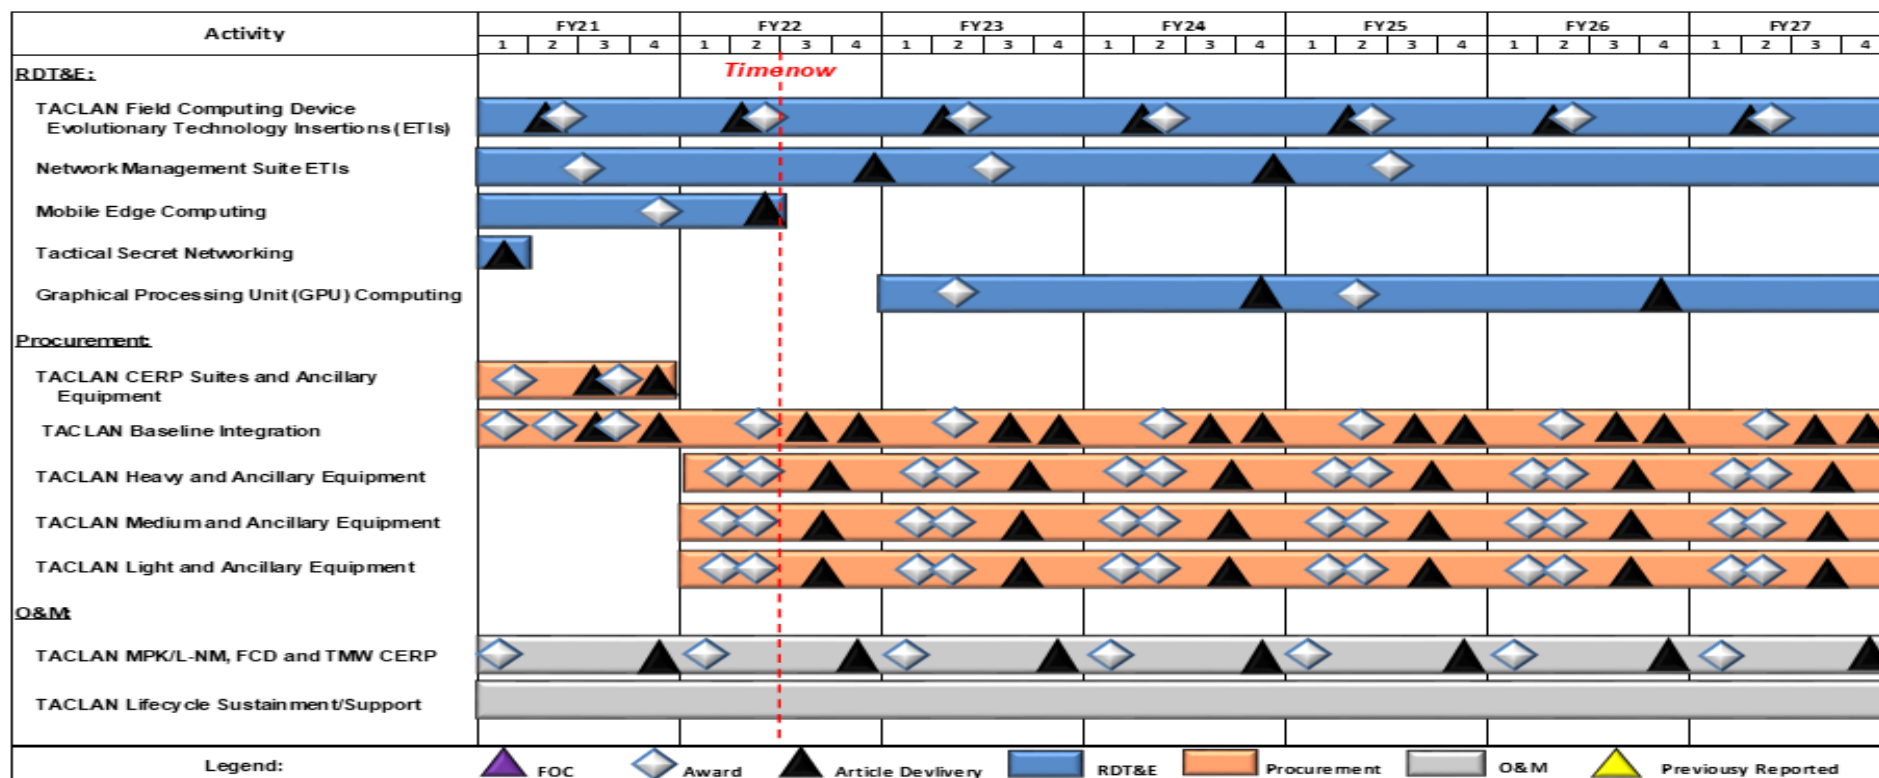 Activity FY21 FY22 FY23 FY24 FY25 FY26 FY27
1 2 3 4 1 2 3 4 1 2 3 4 1 2 3 4 1 2 3 4 1 2 3 4 1 2 3 4
RDT&E:
Timenow
TACLAN Field Computing Device
Evolutionary Technology Insertions (ETIs)
Network Management Suite ETIs
Mobile Edge Computing
Tactical Secret Networking
Graphical Processing Unit (GPU) Computing
Procurement:
TACLAN CERP Suites and Ancillary
Equipment
TACLAN Baseline Integration
TACLAN Heavy and Ancillary Equipment
TACLAN Medium and Ancillary Equipment
TACLAN Light and Ancillary Equipment
O&M:
TACLAN MPK/L-NM, FCD and TMW CERP
TACLAN Lifecycle Sustainment/Support
Legend: FOC Award Article Devlivery RDT&E Procurement O&M Previousy Reported